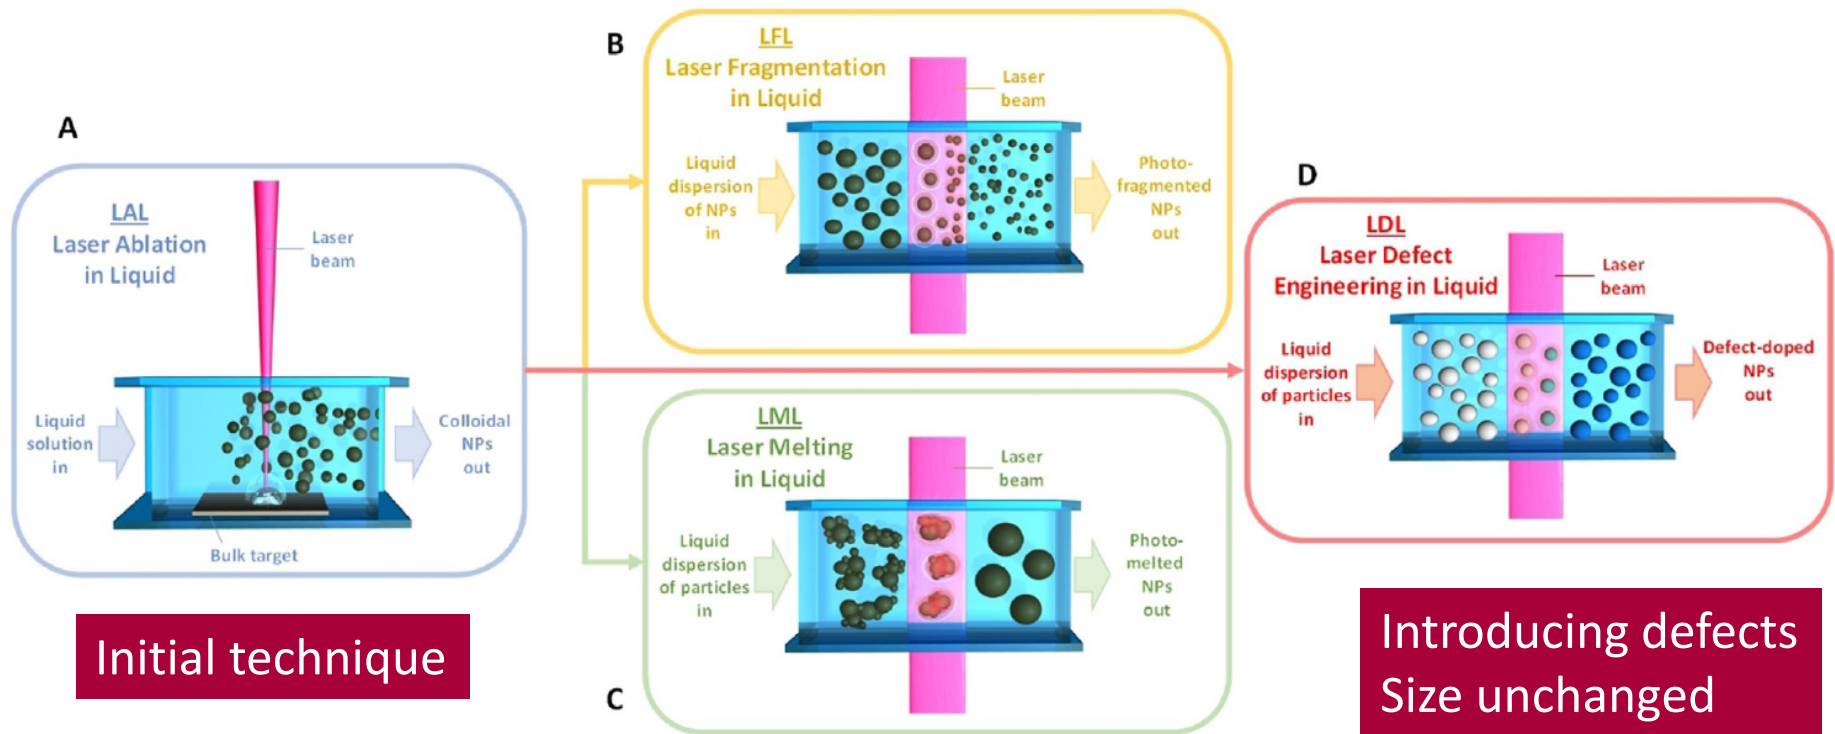 A
LAL
Laser Ablation
in Liquid
Laser
beam
Liquid
solution
in
Colloidal
NPs
out
Bulk target
Initial technique
B
LFL
Laser Fragmentation
in Liquid
Laser
beam
Liquid
dispersion
of NPs
in
Photo-
fragmented
NPs
out
C
LML
Laser Melting
in Liquid
Laser
beam
Liquid
dispersion
of particles
in
Photo-
melted
NPs
out
D
LDL
Laser Defect
Engineering in Liquid
Laser
beam
Liquid
dispersion
of particles
in
Defect-doped
NPs
out
Introducing defects
Size unchanged